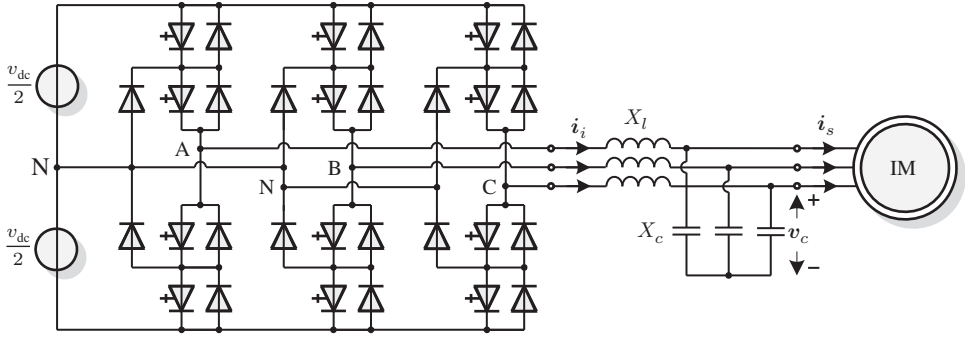 v_dc/2
N
v_dc/2
A
B
N
C
i_i
X_l
i_s
IM
X_c
+
v_c
−